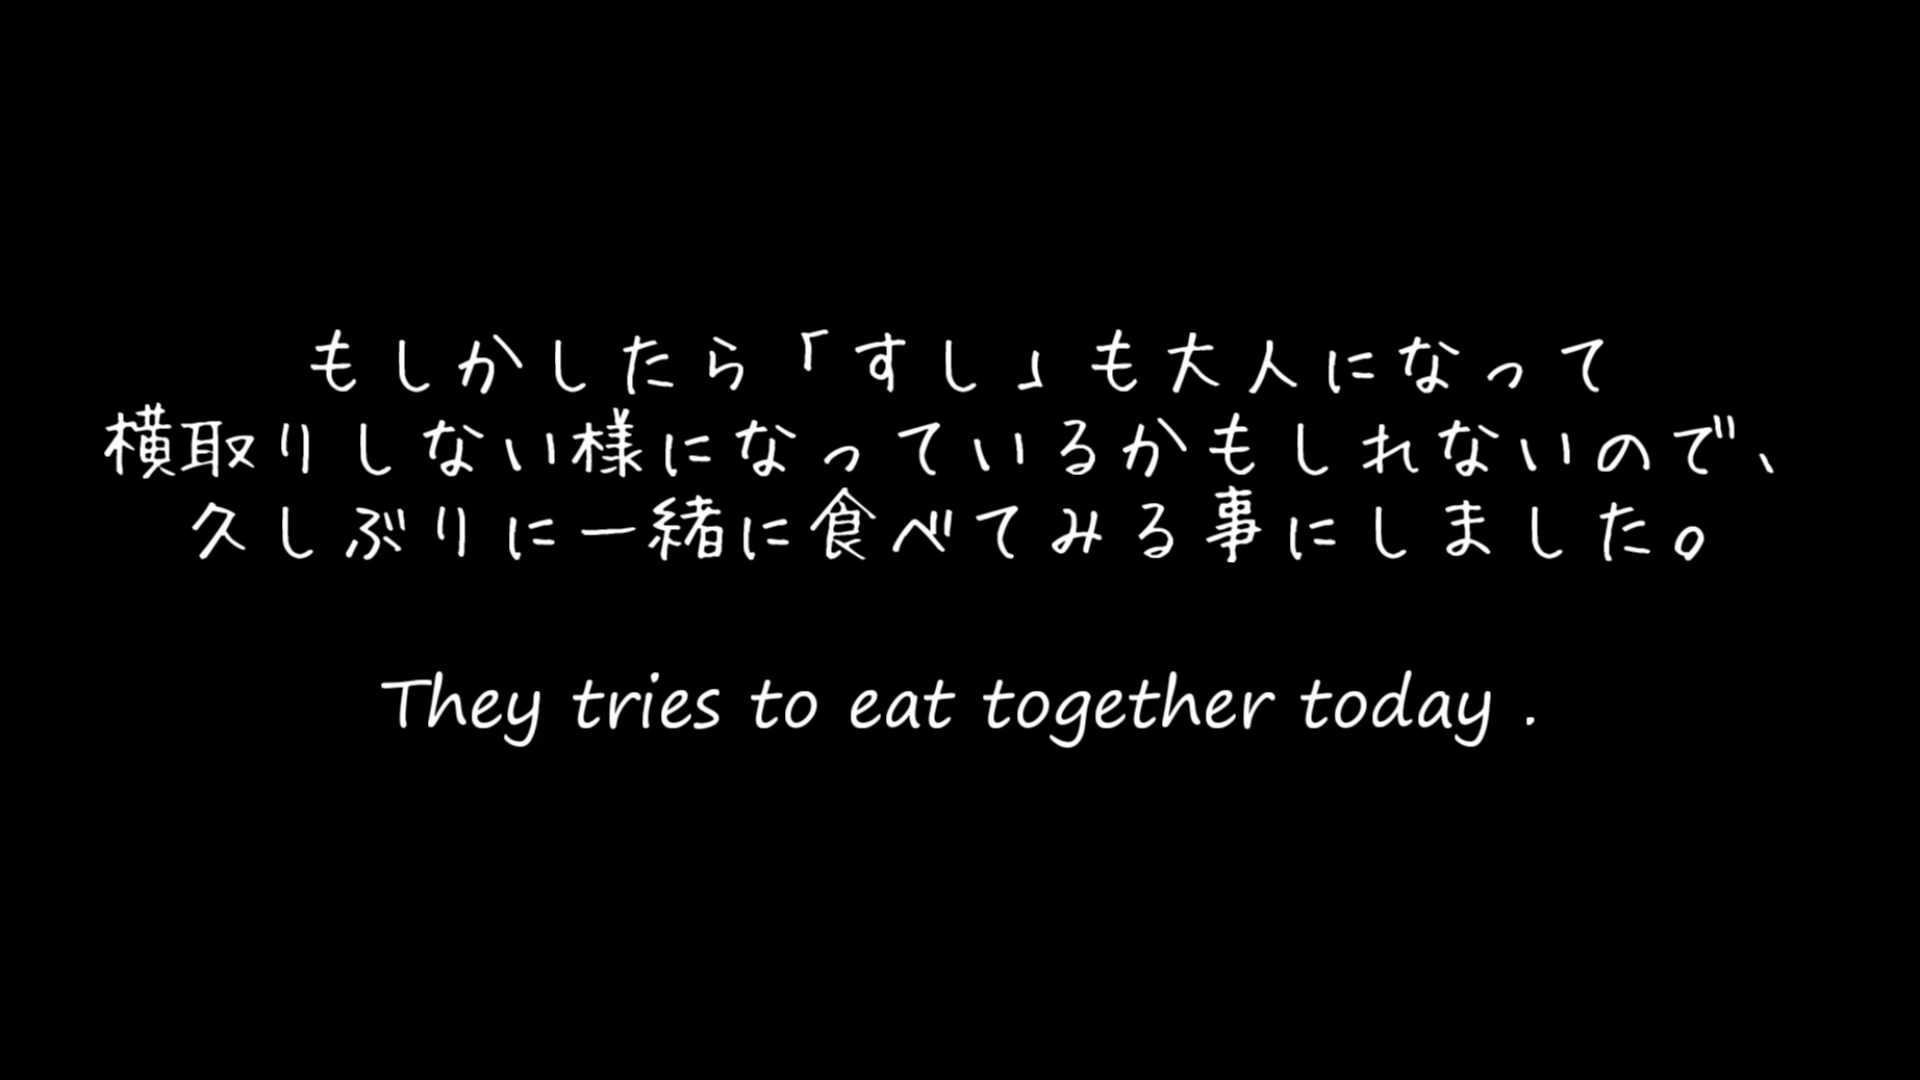 もしかしたら「すし」も大人になって
横取りしない様になっているかもしれないので、
久しぶりに一緒に食べてみる事にしました。
They tries to eat together today .